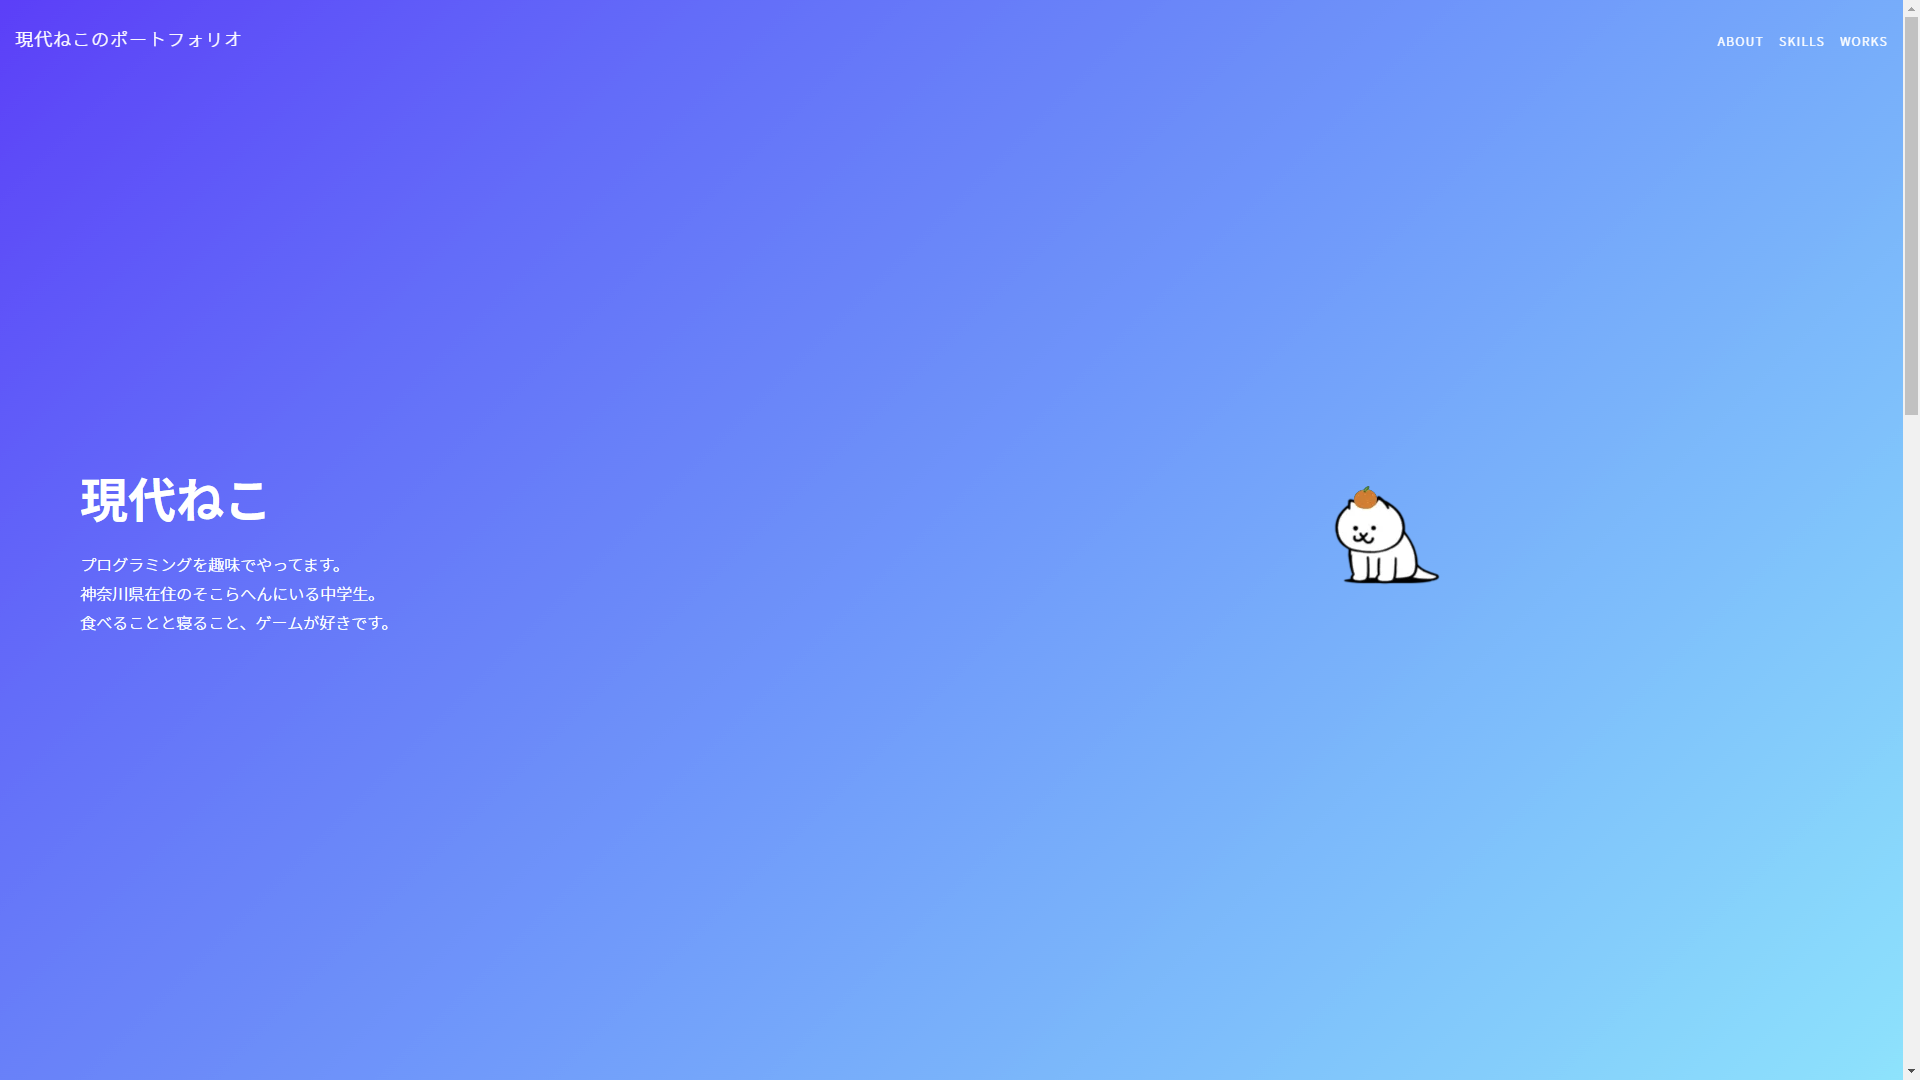 現代ねこのポートフォリオ
ABOUT SKILLS WORKS
現代ねこ
プログラミングを趣味でやってます。
神奈川県在住のそこらへんにいる中学生。
食べることと寝ること、ゲームが好きです。